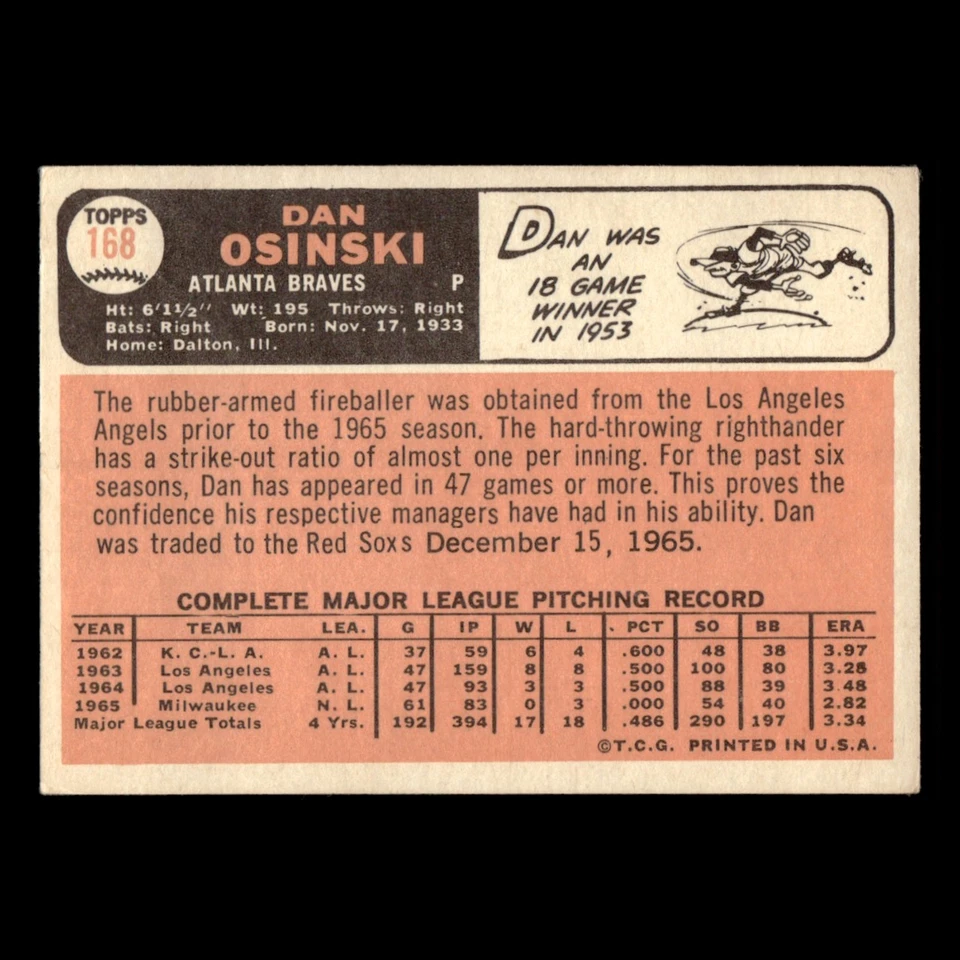 TOPPS
168
DAN
OSINSKI
ATLANTA BRAVES P
Ht: 6'11/2" Wt: 195 Throws: Right
Bats: Right Born: Nov. 17, 1933
Home: Dalton, Ill.
DAN WAS
AN
18 GAME
WINNER
IN 1953
The rubber-armed fireballer was obtained from the Los Angeles
Angels prior to the 1965 season. The hard-throwing righthander
has a strike-out ratio of almost one per inning. For the past six
seasons, Dan has appeared in 47 games or more. This proves the
confidence his respective managers have had in his ability. Dan
was traded to the Red Soxs December 15, 1965.
COMPLETE MAJOR LEAGUE PITCHING RECORD
YEAR TEAM LEA. G IP W L PCT SO BB ERA
1962 K. C.-L. A. A. L. 37 59 6 4 .600 48 38 3.97
1963 Los Angeles A. L. 47 159 8 8 .500 100 80 3.28
1964 Los Angeles A. L. 47 93 3 3 .500 88 39 3.48
1965 Milwaukee N. L. 61 83 0 3 .000 54 40 2.82
Major League Totals 4 Yrs. 192 394 17 18 .486 290 197 3.34
©T.C.G. PRINTED IN U.S.A.